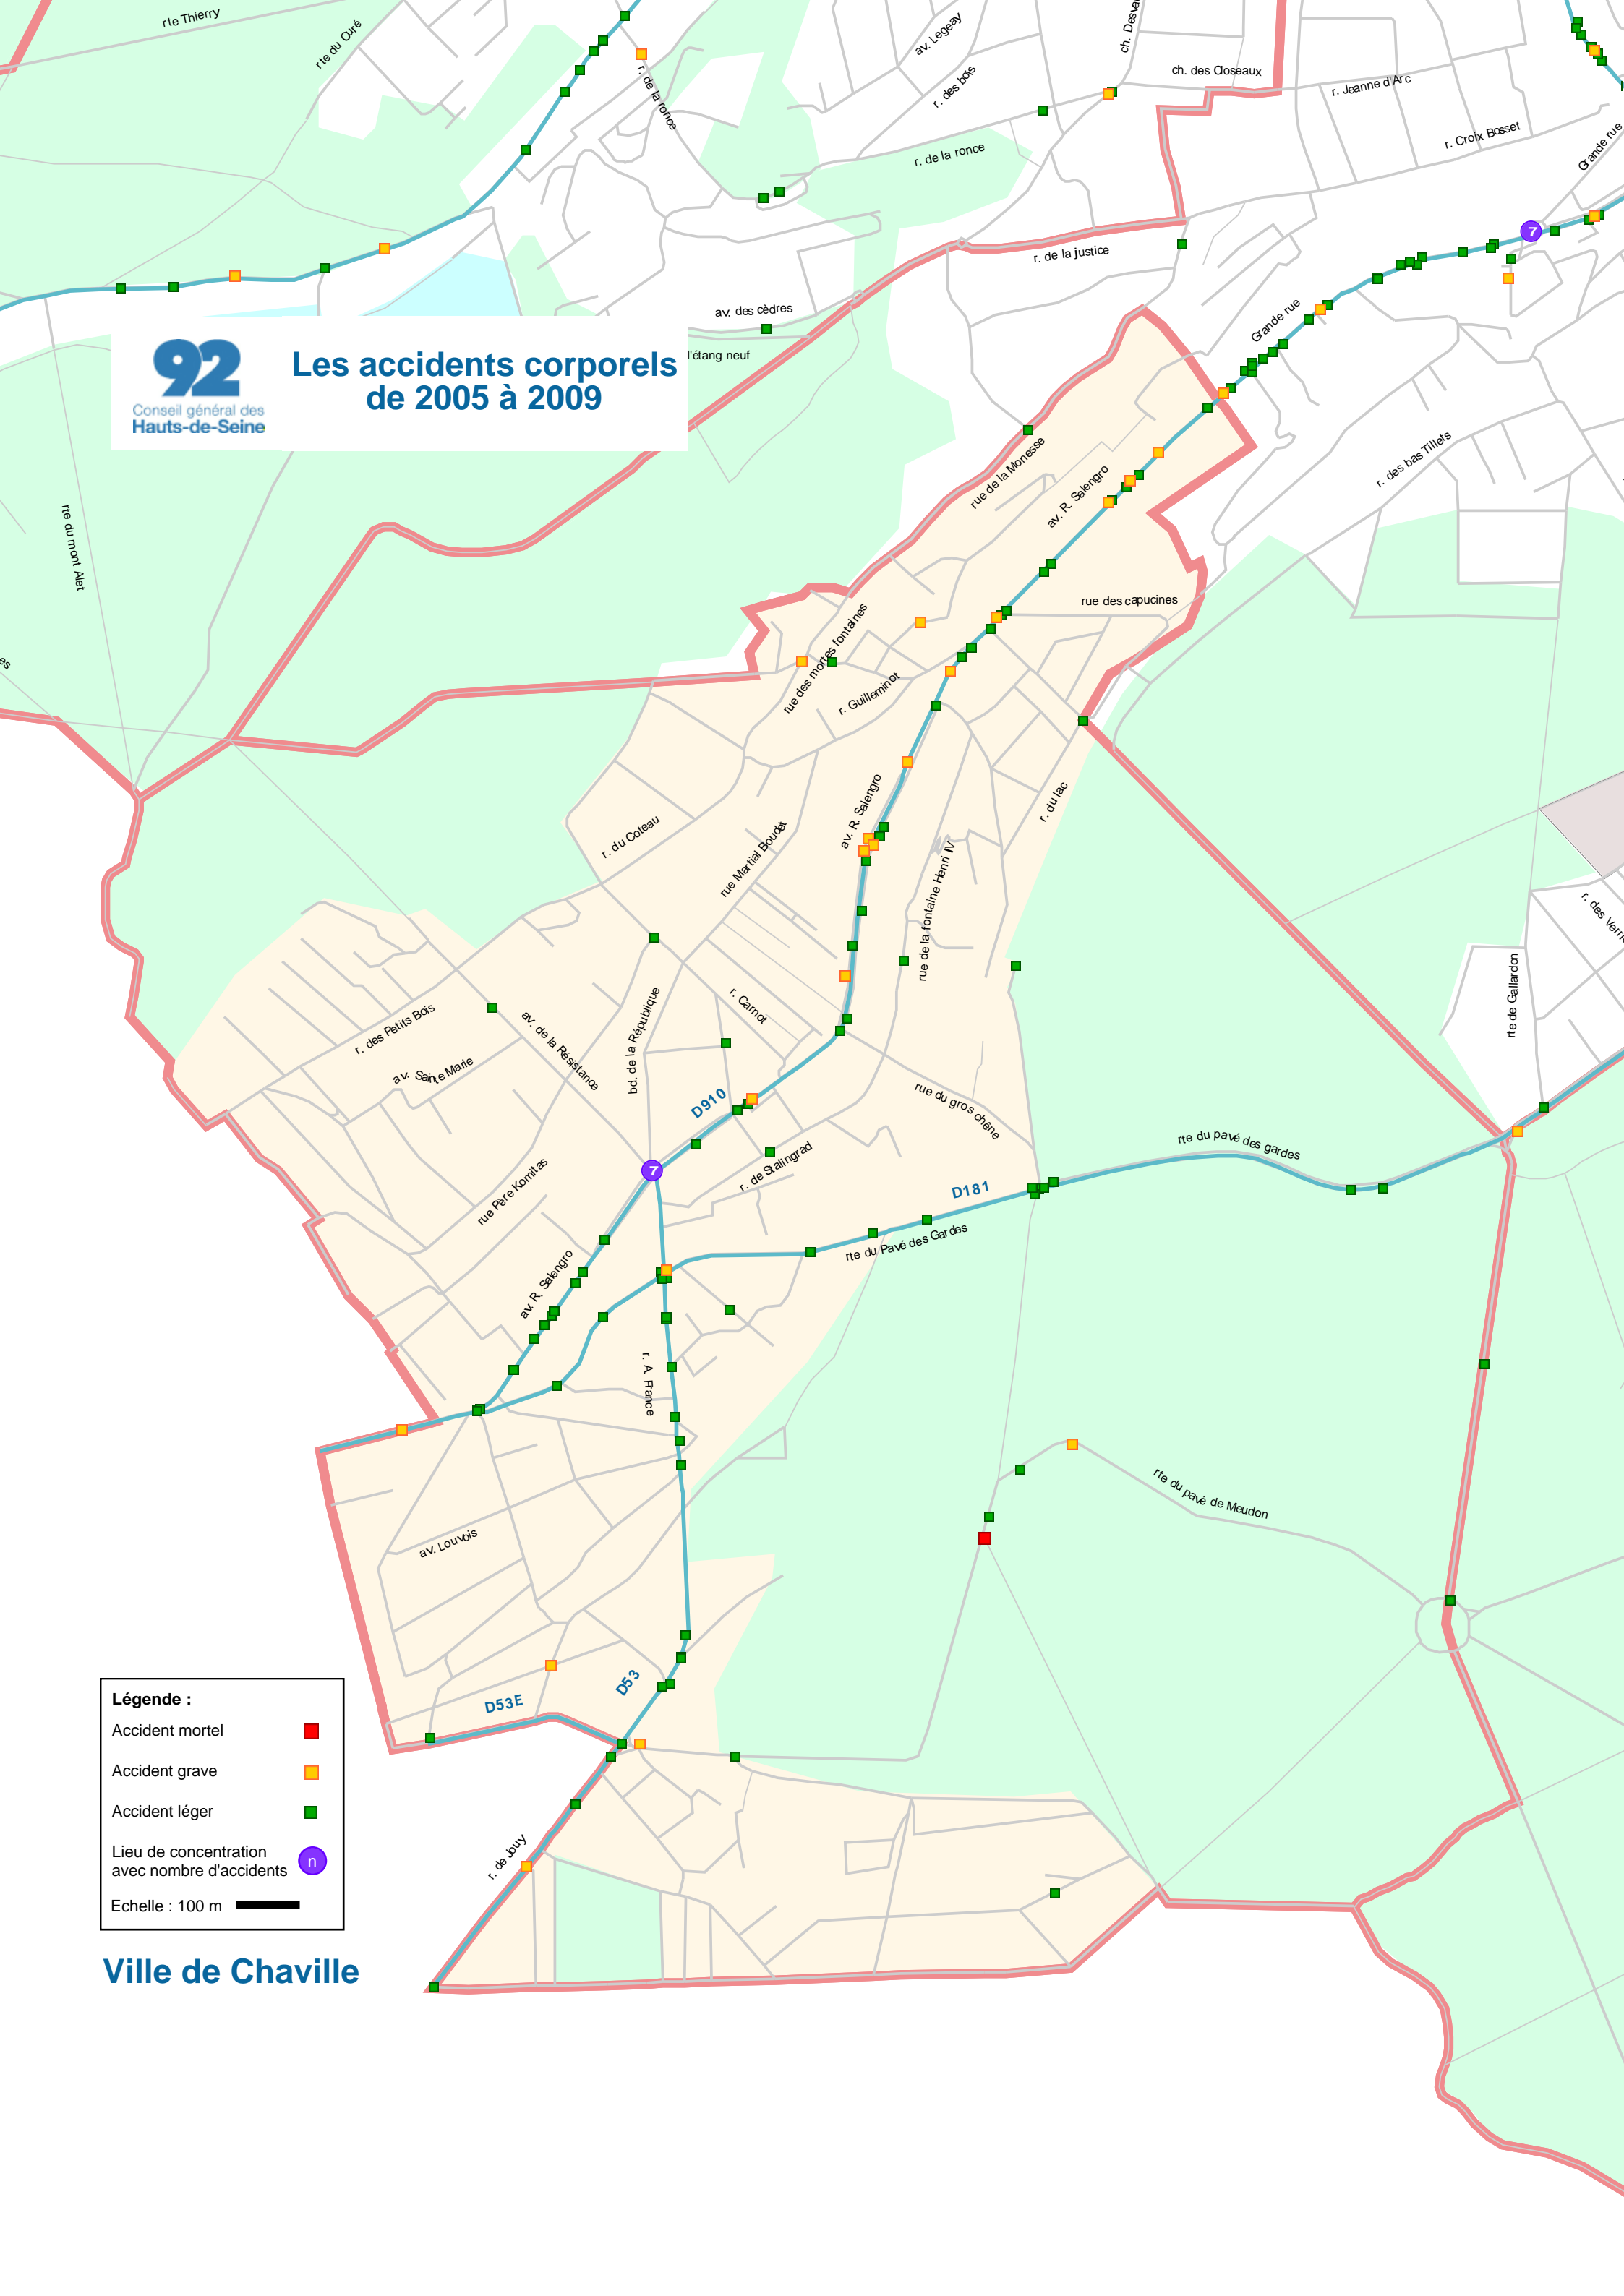 rte Thierry
rte du Curé
r. de la ronce
av. Legeay
r. des bois
ch. des Closeaux
r. Jeanne d'Arc
r. Croix Bosset
Grande rue
r. de la ronce
7
r. de la justice
av. des cèdres
l'étang neuf
Grande rue
92
Conseil général des
Hauts-de-Seine
Les accidents corporels
de 2005 à 2009
rue de la Monesse
av. R. Salengro
r. des bas Tillets
rte du mont Alet
rue des capucines
rue des mortes fontaines
r. Guilleminot
r. du Coteau
rue Martial Boudet
av. R. Salengro
r. du lac
rue de la fontaine Henri IV
rte de Gallardon
r. des Petits Bois
av. Sainte Marie
av. de la Résistance
bd. de la République
r. Carnot
D910
rue du gros chêne
rte du pavé des gardes
7
r. de Stalingrad
D181
rte du Pavé des Gardes
rue Père Komitas
av. R. Salengro
r. A. France
rte du pavé de Meudon
av. Louvois
D53E
D53
r. de Jouy
Légende :
Accident mortel
Accident grave
Accident léger
Lieu de concentration
avec nombre d'accidents
n
Echelle : 100 m
Ville de Chaville